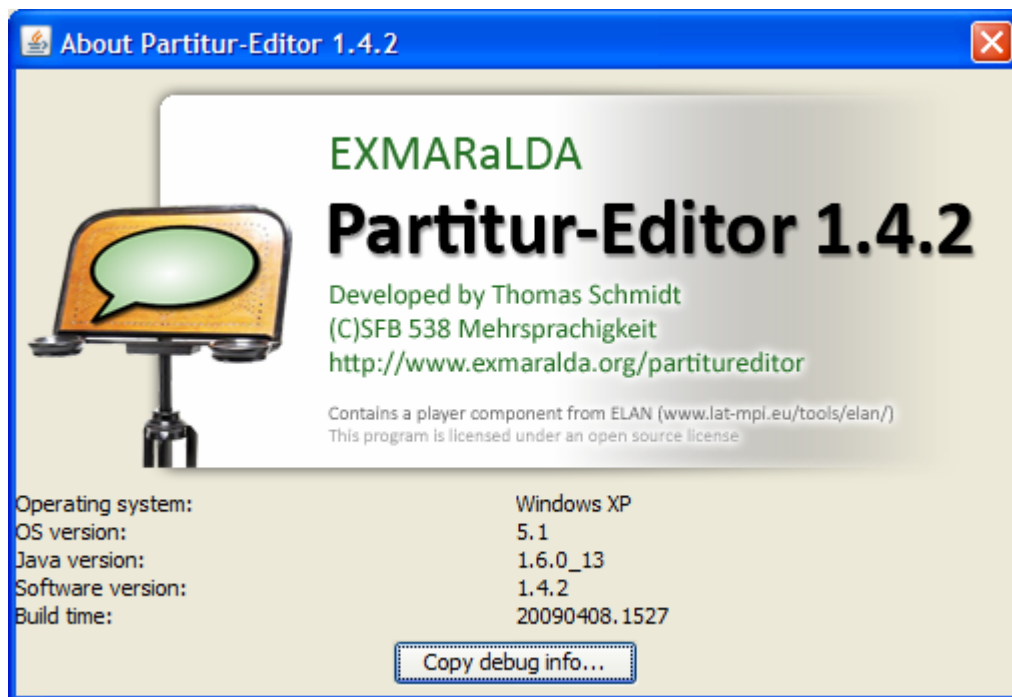 About Partitur-Editor 1.4.2
EXMARaLDA
Partitur-Editor 1.4.2
Developed by Thomas Schmidt
(C)SFB 538 Mehrsprachigkeit
http://www.exmaralda.org/partitureditor
Contains a player component from ELAN (www.lat-mpi.eu/tools/elan/)
This program is licensed under an open source license
Operating system: Windows XP
OS version: 5.1
Java version: 1.6.0_13
Software version: 1.4.2
Build time: 20090408.1527
Copy debug info...